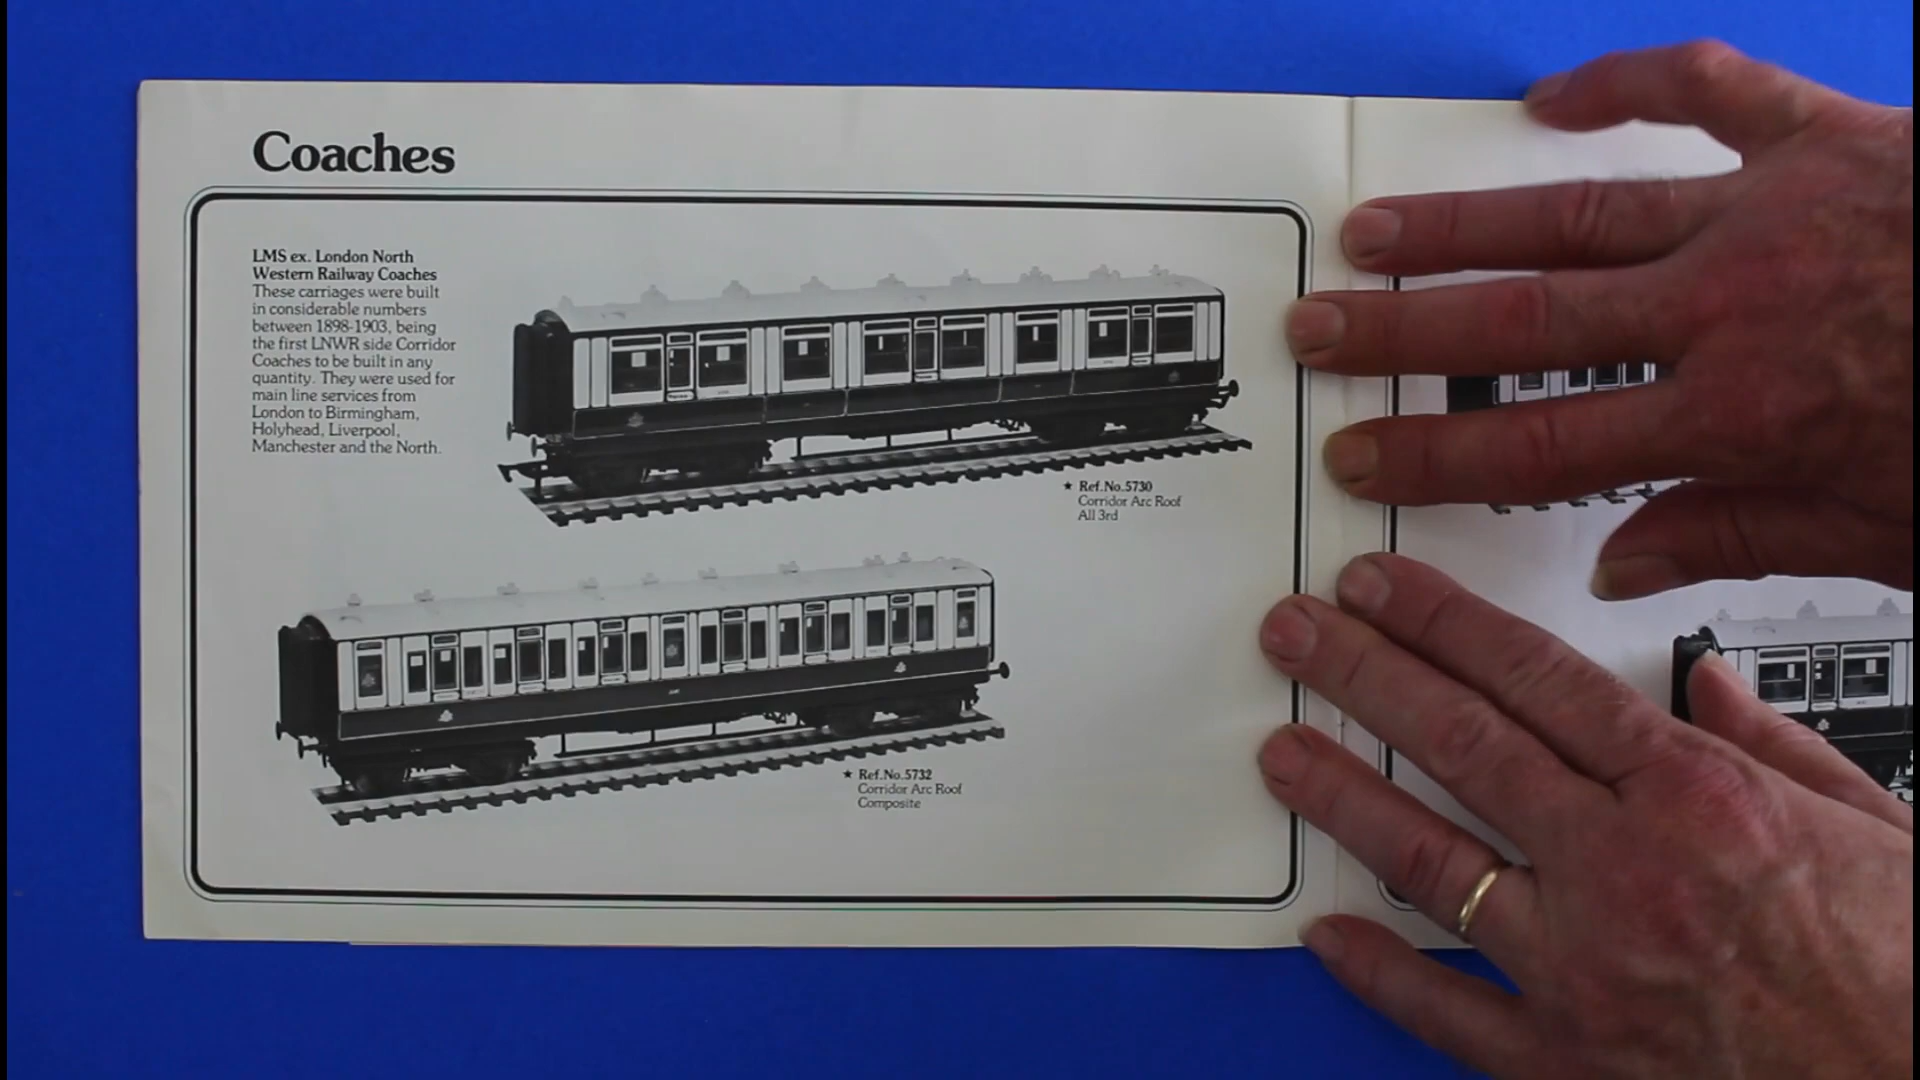 Coaches
LMS ex. London North
Western Railway Coaches
These carriages were built
in considerable numbers
between 1898-1903, being
the first LNWR side Corridor
Coaches to be built in any
quantity. They were used for
main line services from
London to Birmingham,
Holyhead, Liverpool,
Manchester and the North.
★ Ref.No.5730
Corridor Arc Roof
All 3rd
★ Ref.No.5732
Corridor Arc Roof
Composite